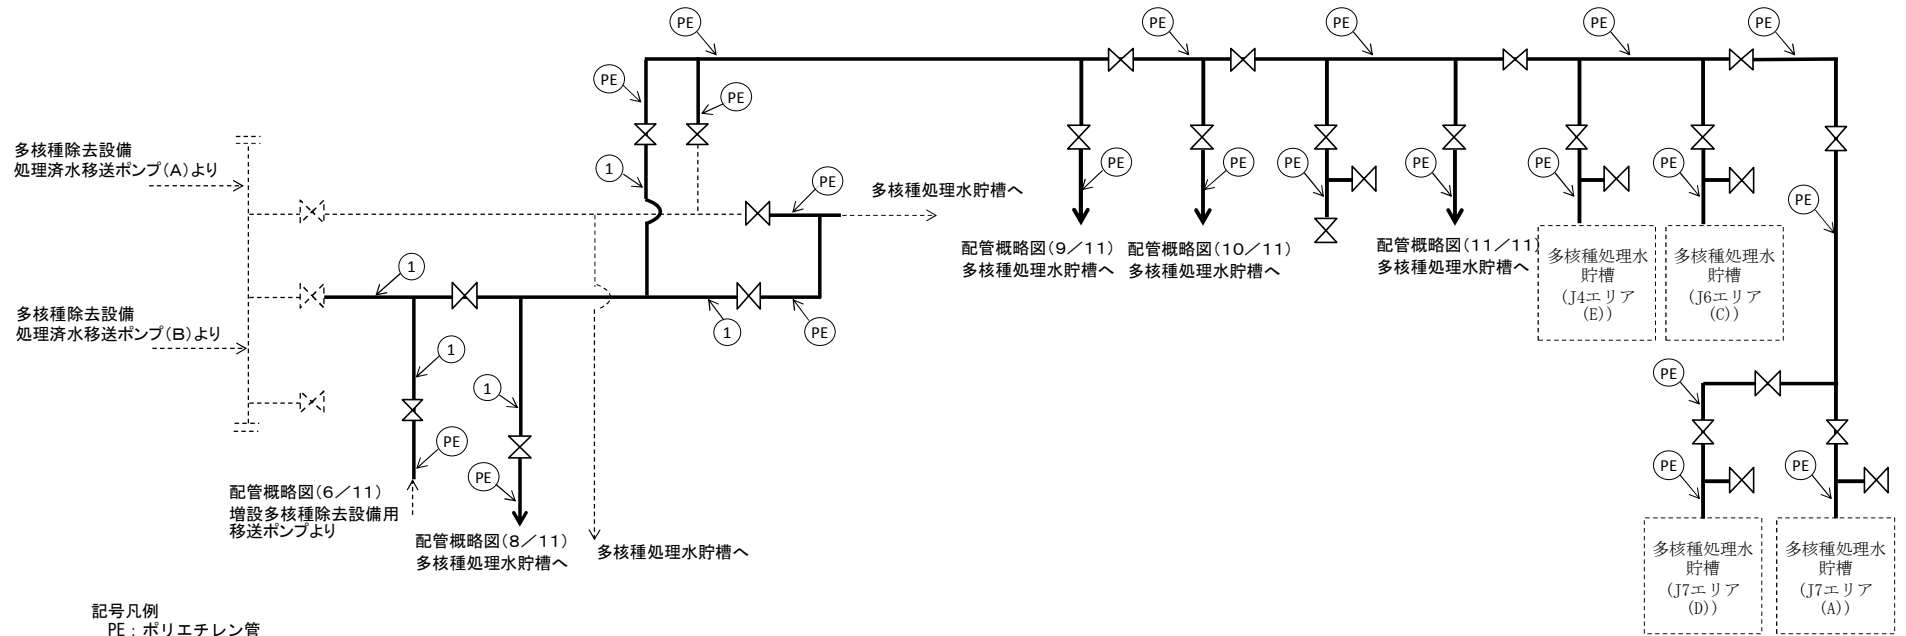 PE
PE
PE
PE
PE
PE
PE
多核種除去設備
処理済水移送ポンプ(A)より
1
PE
多核種処理水貯槽へ
PE
PE
PE
PE
PE
PE
PE
配管概略図(9/11)
多核種処理水貯槽へ
配管概略図(10/11)
多核種処理水貯槽へ
配管概略図(11/11)
多核種処理水貯槽へ
多核種処理水
貯槽
(J4エリア
(E))
多核種処理水
貯槽
(J6エリア
(C))
1
多核種除去設備
処理済水移送ポンプ(B)より
1
PE
1
1
PE
PE
PE
配管概略図(6/11)
増設多核種除去設備用
移送ポンプより
配管概略図(8/11)
多核種処理水貯槽へ
多核種処理水貯槽へ
PE
PE
PE
多核種処理水
貯槽
(J7エリア
(D))
多核種処理水
貯槽
(J7エリア
(A))
記号凡例
PE:ポリエチレン管